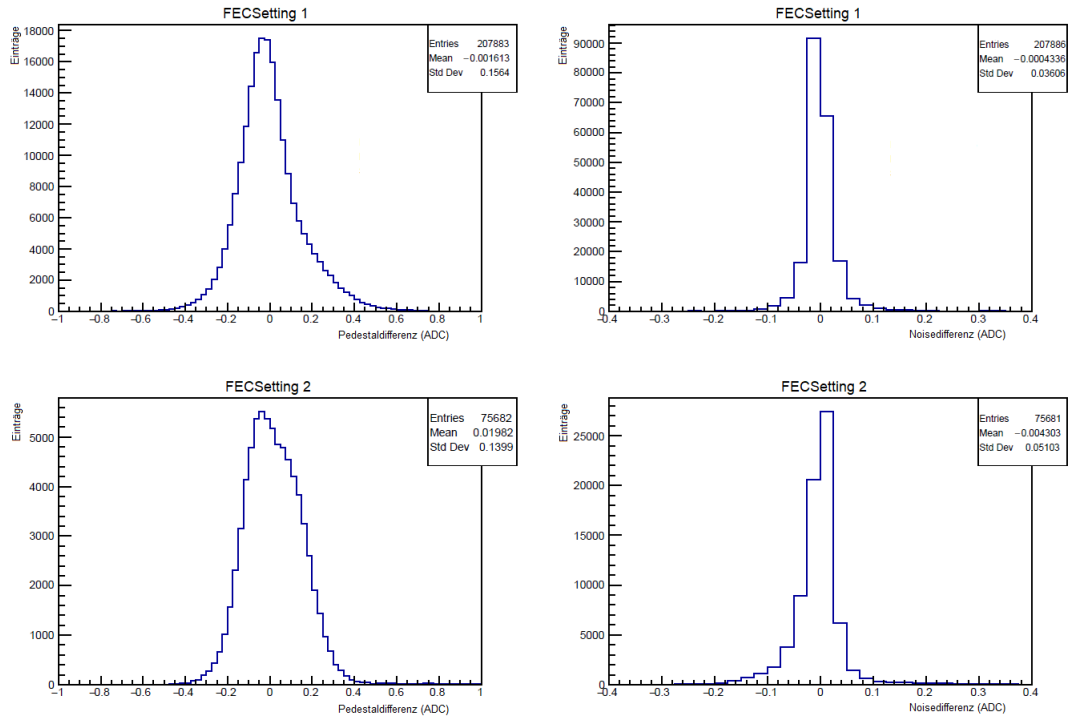 FECSetting 1
Einträge
18000
16000
14000
12000
10000
8000
6000
4000
2000
0
−1 −0.8 −0.6 −0.4 −0.2 0 0.2 0.4 0.6 0.8 1
Pedestaldifferenz (ADC)
Entries 207883
Mean −0.001613
Std Dev 0.1564
FECSetting 1
Einträge
90000
80000
70000
60000
50000
40000
30000
20000
10000
0
−0.4 −0.3 −0.2 −0.1 0 0.1 0.2 0.3 0.4
Noisedifferenz (ADC)
Entries 207886
Mean −0.0004336
Std Dev 0.03606
FECSetting 2
Einträge
5000
4000
3000
2000
1000
0
−1 −0.8 −0.6 −0.4 −0.2 0 0.2 0.4 0.6 0.8 1
Pedestaldifferenz (ADC)
Entries 75682
Mean 0.01982
Std Dev 0.1399
FECSetting 2
Einträge
25000
20000
15000
10000
5000
0
−0.4 −0.3 −0.2 −0.1 0 0.1 0.2 0.3 0.4
Noisedifferenz (ADC)
Entries 75681
Mean −0.004303
Std Dev 0.05103